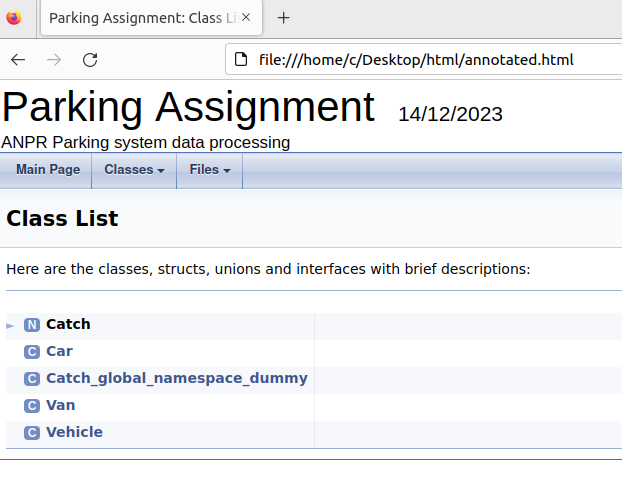 Parking Assignment: Class Li
file:///home/c/Desktop/html/annotated.html
Parking Assignment 14/12/2023
ANPR Parking system data processing
Main Page Classes Files
Class List
Here are the classes, structs, unions and interfaces with brief descriptions:
N Catch
C Car
C Catch_global_namespace_dummy
C Van
C Vehicle